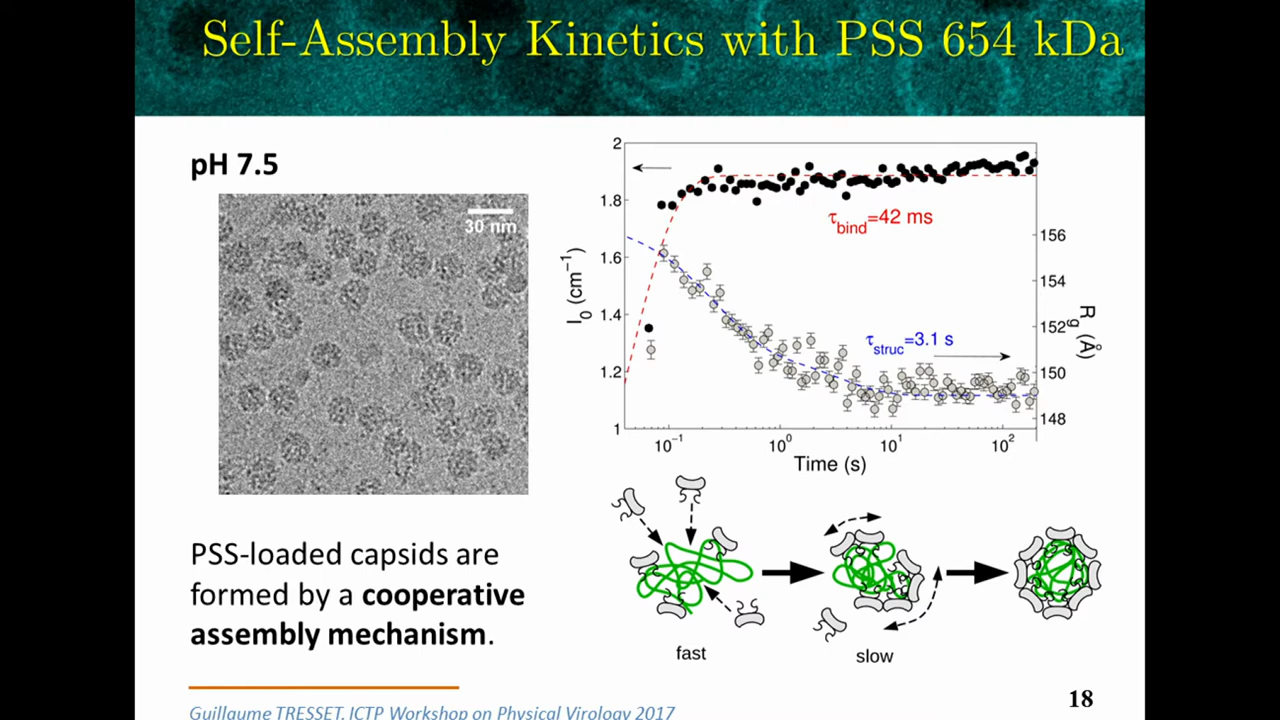 Self-Assembly Kinetics with PSS 654 kDa
pH 7.5
30 nm
PSS-loaded capsids are
formed by a cooperative
assembly mechanism.
2
1.8
1.6
1.4
1.2
1
I₀ (cm⁻¹)
τ_bind=42 ms
τ_struc=3.1 s
156
154
152
150
148
R_g (Å)
10⁻¹ 10⁰ 10¹ 10²
Time (s)
fast
slow
Guillaume TRESSET, ICTP Workshop on Physical Virology 2017
18